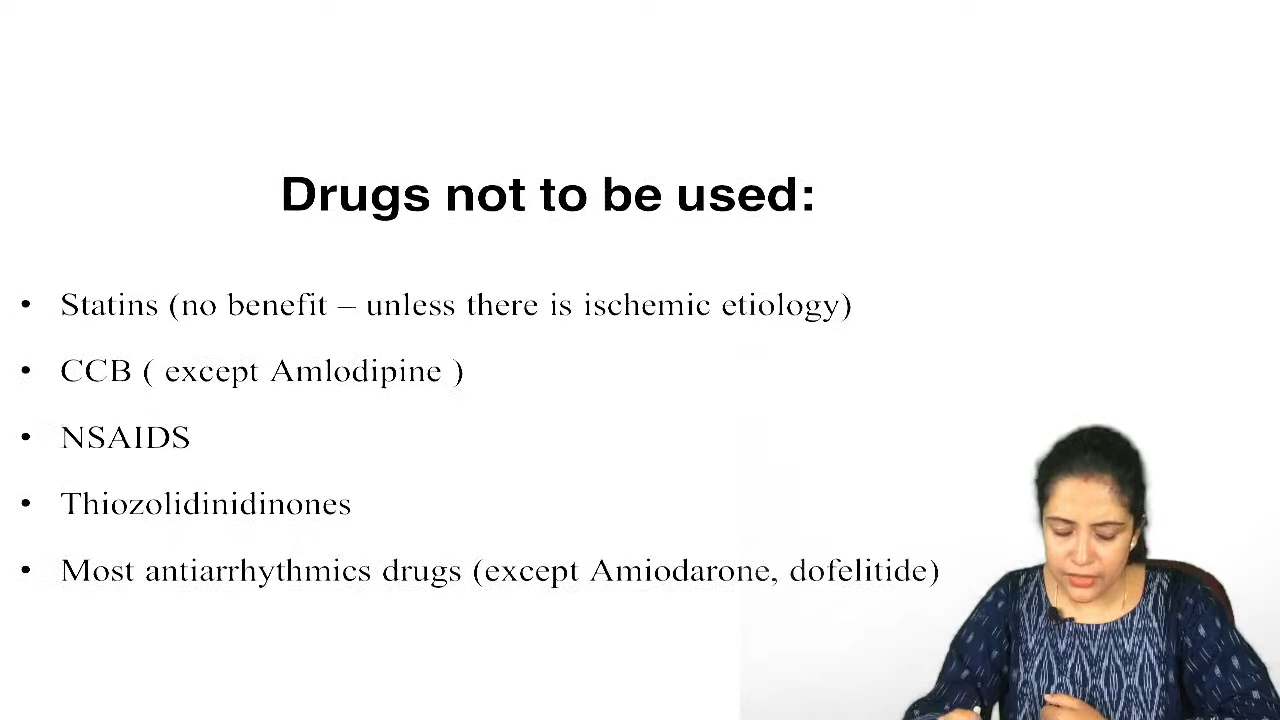 Drugs not to be used:
• Statins (no benefit – unless there is ischemic etiology)
• CCB ( except Amlodipine )
• NSAIDS
• Thiozolidinidinones
• Most antiarrhythmics drugs (except Amiodarone, dofelitide)